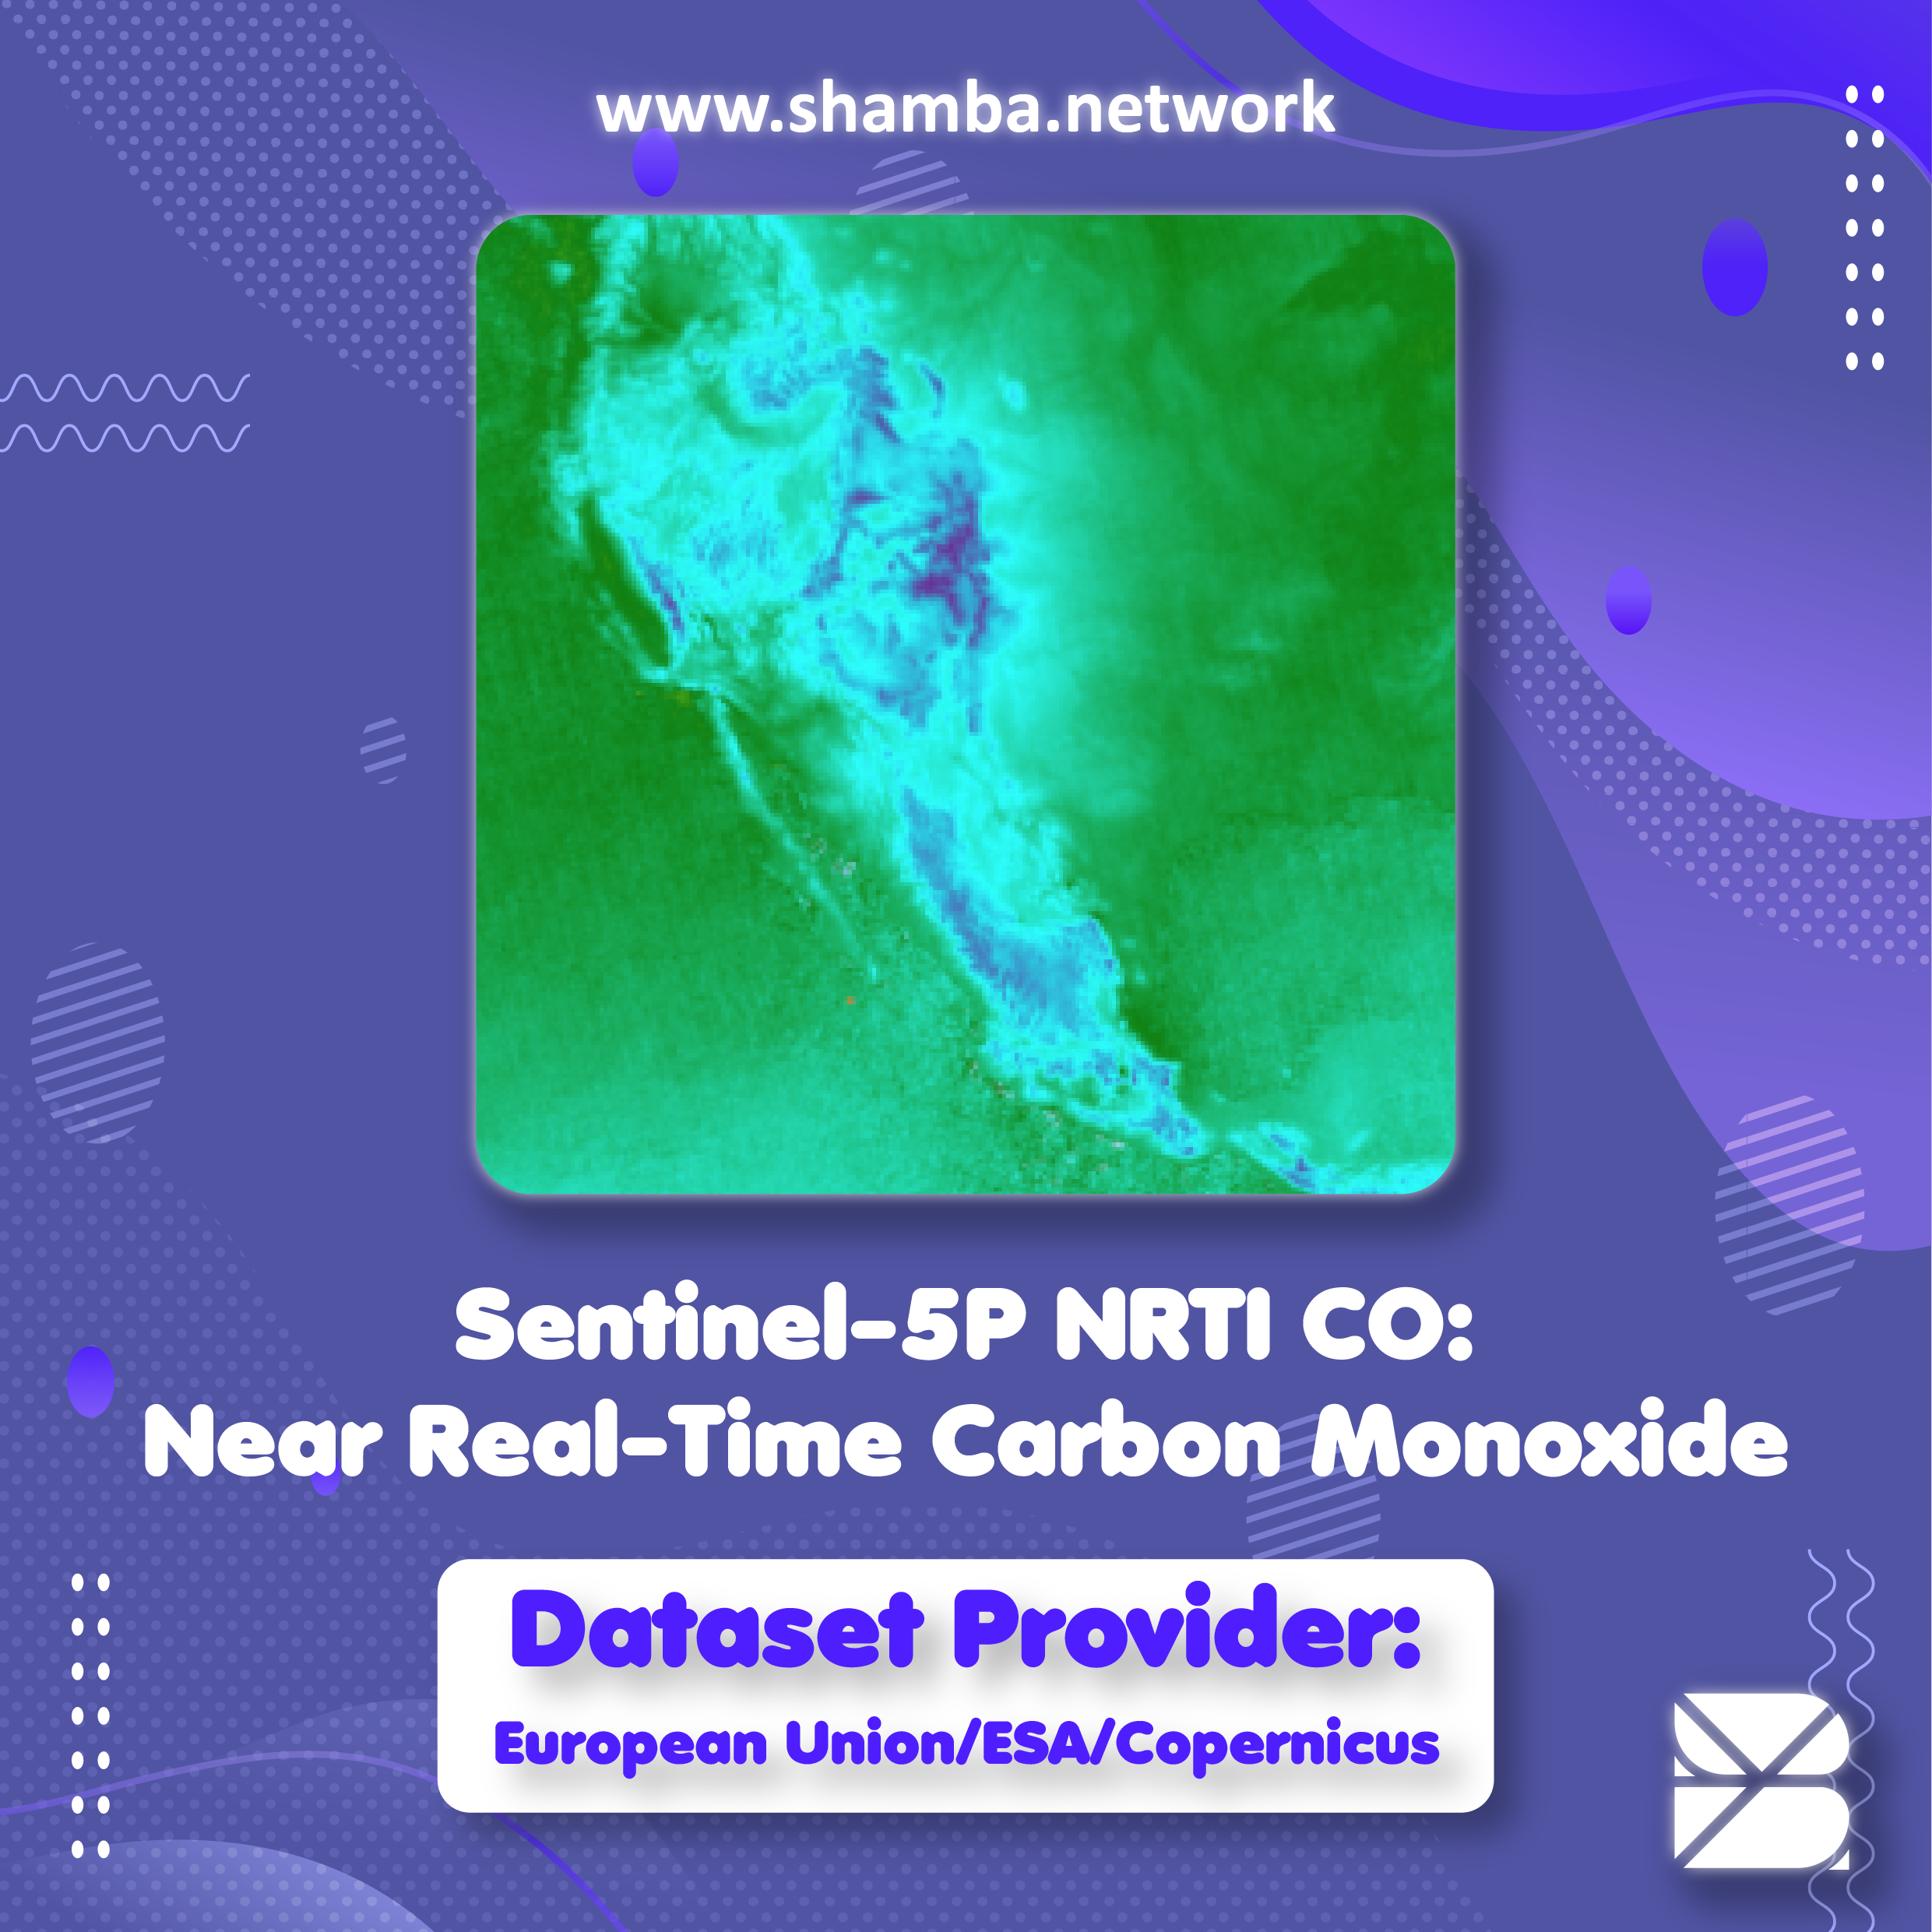 www.shamba.network
Sentinel-5P NRTI CO:
Near Real-Time Carbon Monoxide
Dataset Provider:
European Union/ESA/Copernicus